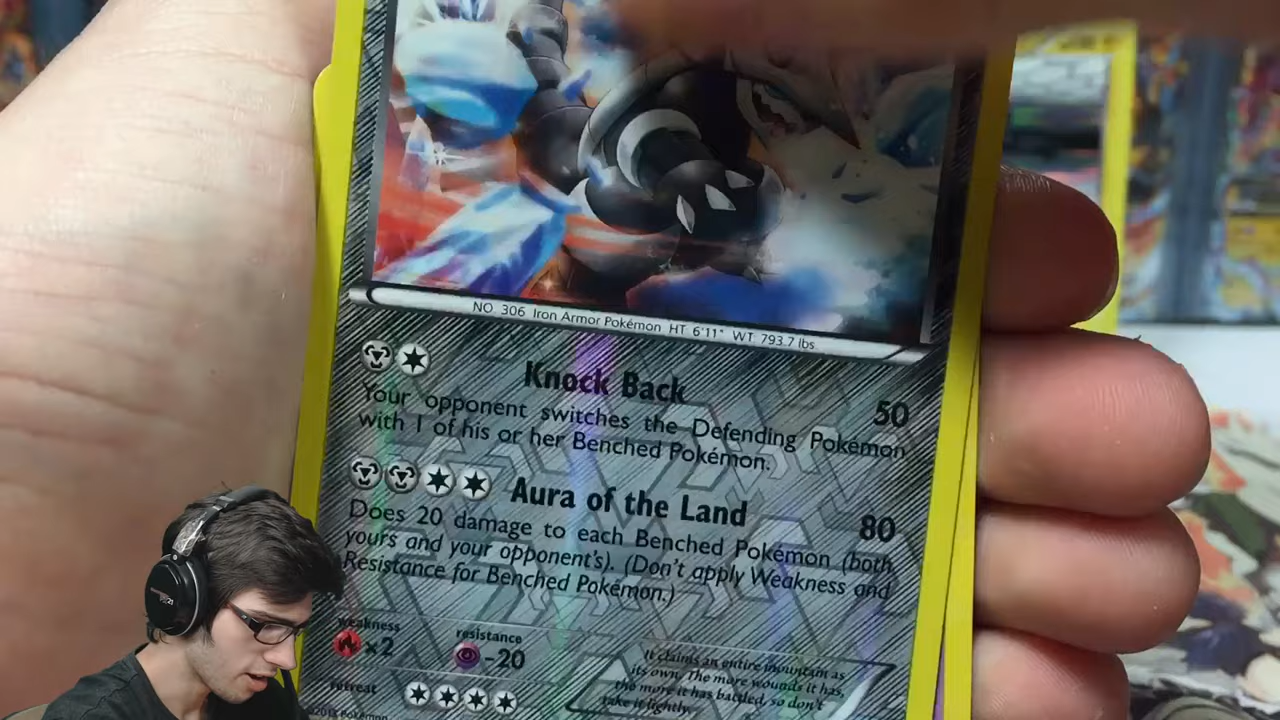 NO. 306 Iron Armor Pokémon HT 6'11" WT 793.7 lbs.
Knock Back 50
Your opponent switches the Defending Pokémon
with 1 of his or her Benched Pokémon.
Aura of the Land 80
Does 20 damage to each Benched Pokémon (both
yours and your opponent's). (Don't apply Weakness and
Resistance for Benched Pokémon.)
weakness
×2
resistance
-20
retreat
It claims an entire mountain as
its own. The more wounds it has,
the more it has battled, so don't
take it lightly.
©2013 Pokémon